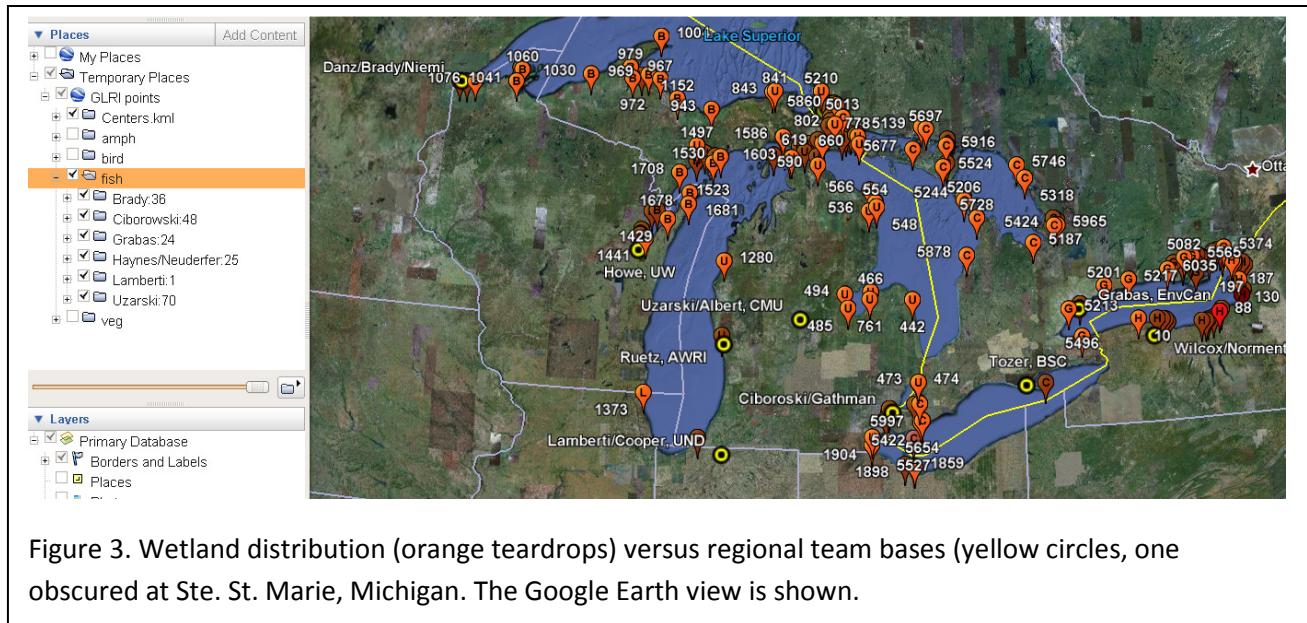 Places
Add Content
My Places
Temporary Places
GLRI points
Centers.kml
amph
bird
fish
Brady:36
Ciborowski:48
Grabas:24
Haynes/Neuderfer:25
Lamberti:1
Uzarski:70
veg
Layers
Primary Database
Borders and Labels
Places
Danz/Brady/Niemi
1076
1041
1060
1030
979
969
967
972
1152
943
Lake Superior
841
843
5210
5860
5013
802
778
5139
5697
5677
5916
5524
1497
1586
619
660
1530
1603
590
1708
1523
1678
1681
566
554
536
548
5244
5206
5728
5746
5318
5424
5965
5187
1429
1441
Howe, UW
1280
5878
494
466
Uzarski/Albert, CMU
485
761
442
Ruetz, AWRI
5201
5082
5217
6035
5565
5374
187
197
130
Grabas, EnvCan
88
5213
10
5496
Wilcox/Norment
Tozer, BSC
473
474
1373
Ciboroski/Gathman
5997
Lamberti/Cooper, UND
5422
5654
1904
1898
5527
1859
Figure 3. Wetland distribution (orange teardrops) versus regional team bases (yellow circles, one
obscured at Ste. St. Marie, Michigan. The Google Earth view is shown.